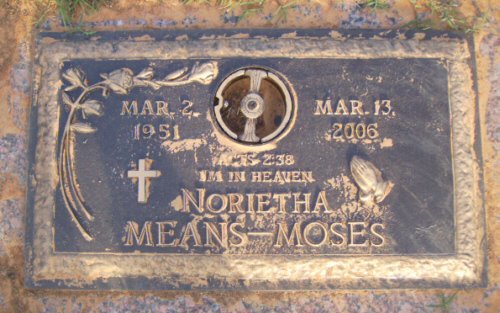 MAR. 2. MAR. 13.
1951 2006
ACTS 2:38
I'M IN HEAVEN
NORIETHA
MEANS-MOSES